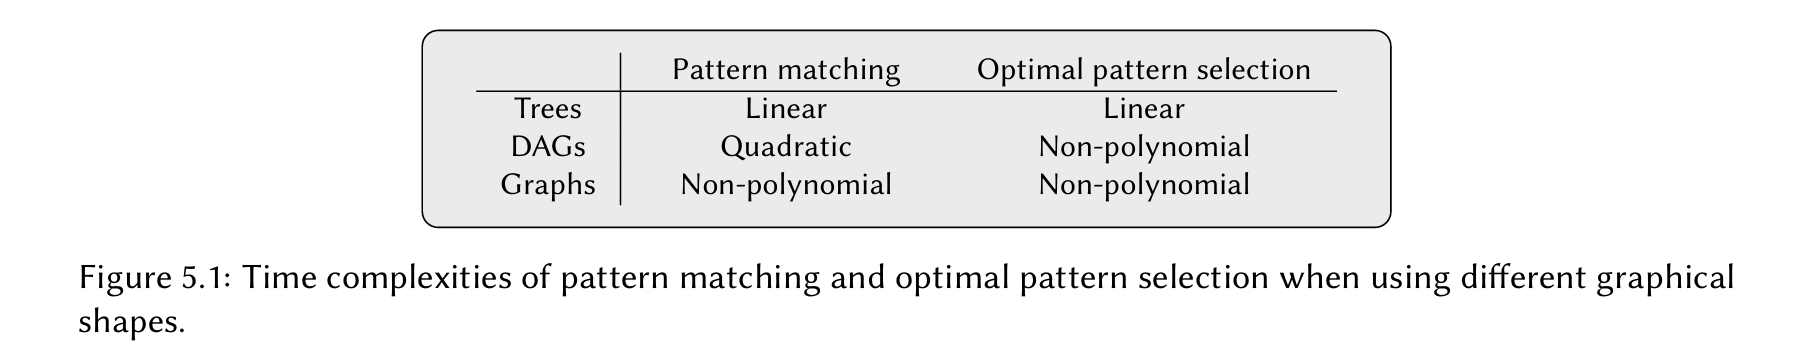 Pattern matching Optimal pattern selection
Trees Linear Linear
DAGs Quadratic Non-polynomial
Graphs Non-polynomial Non-polynomial
Figure 5.1: Time complexities of pattern matching and optimal pattern selection when using different graphical
shapes.